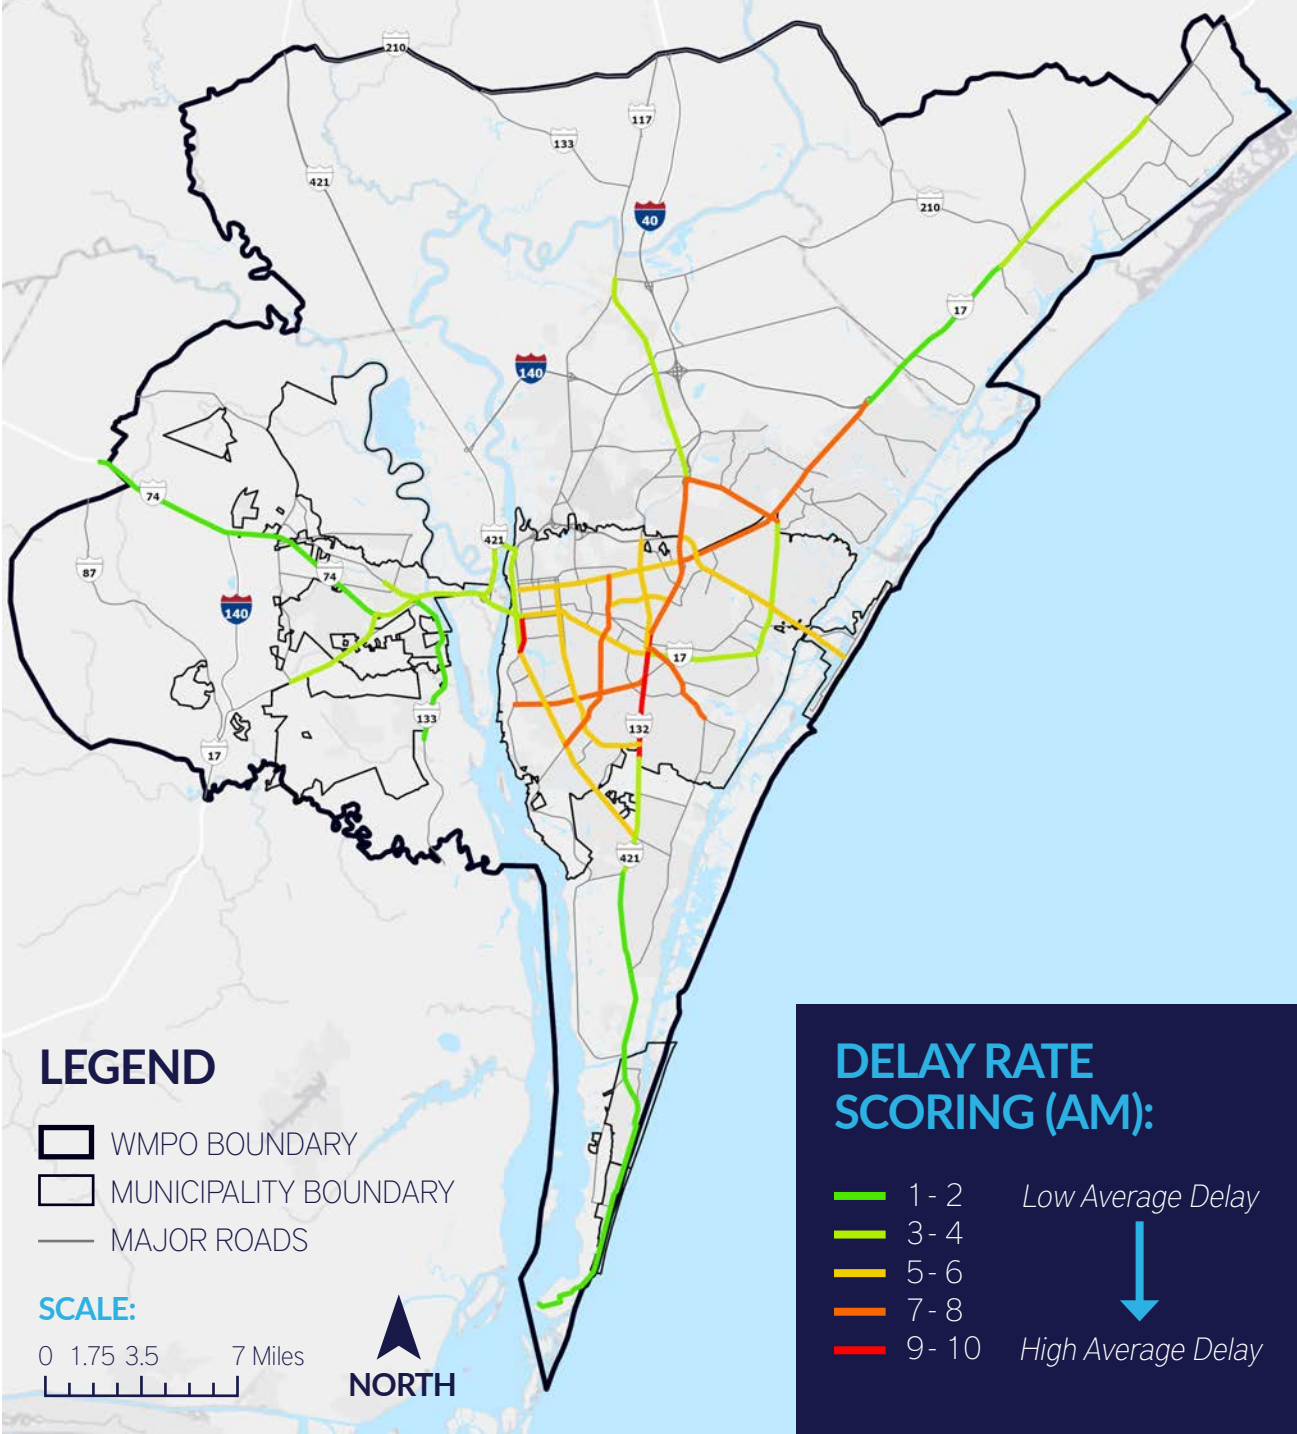 210
117
133
421
40
210
17
140
74
421
74
87
140
17
133
132
17
421
LEGEND
WMPO BOUNDARY
MUNICIPALITY BOUNDARY
MAJOR ROADS
SCALE:
0 1.75 3.5 7 Miles
NORTH
DELAY RATE
SCORING (AM):
1 - 2 Low Average Delay
3 - 4
5 - 6
7 - 8
9 - 10 High Average Delay